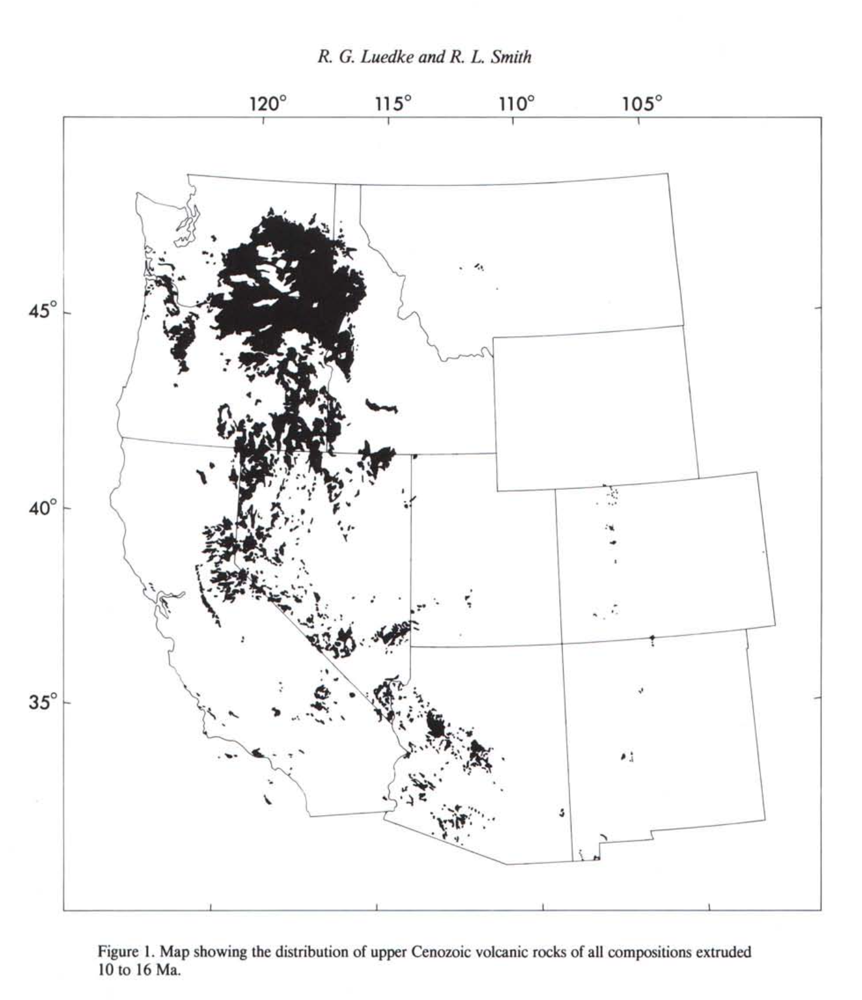 R. G. Luedke and R. L. Smith
120° 115° 110° 105°
45°
40°
35°
Figure 1. Map showing the distribution of upper Cenozoic volcanic rocks of all compositions extruded
10 to 16 Ma.